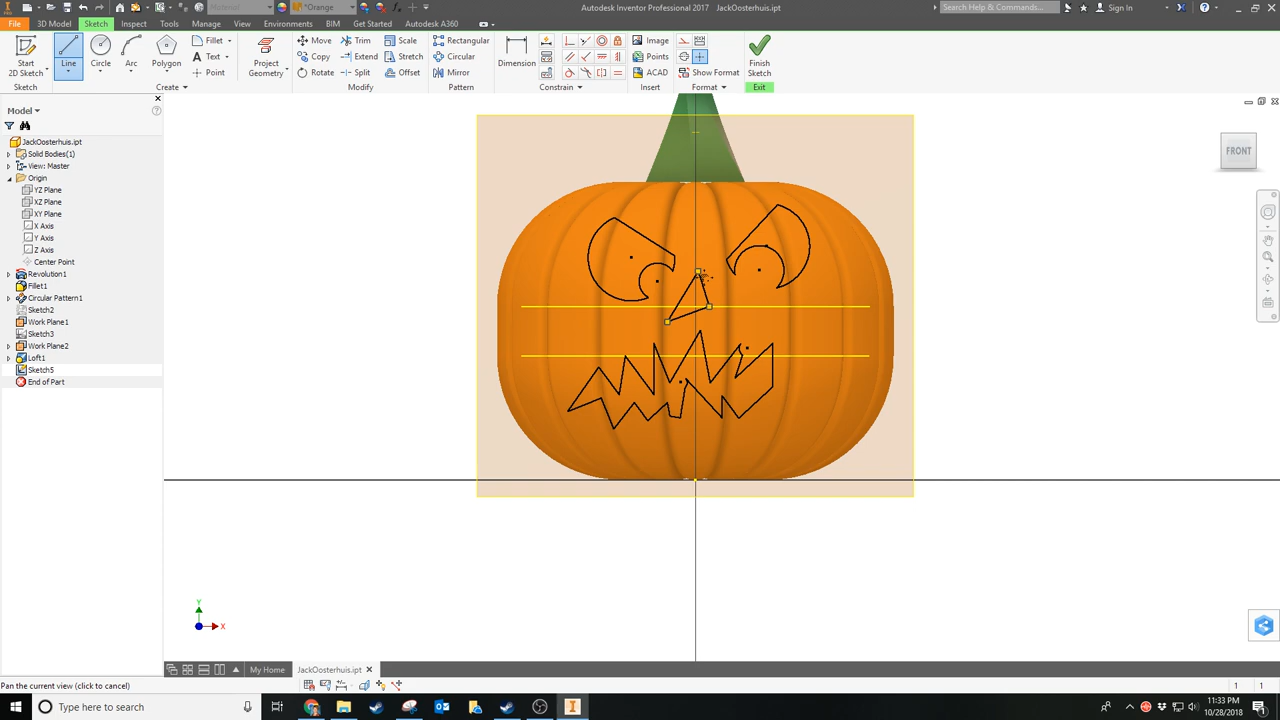 Material
*Orange
Autodesk Inventor Professional 2017 JackOosterhuis.ipt
Search Help & Commands...
Sign In
File 3D Model Sketch Inspect Tools Manage View Environments BIM Get Started Autodesk A360
Start
2D Sketch
Line
Circle
Arc
Polygon
Fillet
Text
Point
Project
Geometry
Move
Copy
Rotate
Trim
Extend
Split
Scale
Stretch
Offset
Rectangular
Circular
Mirror
Dimension
Image
Points
ACAD
Show Format
Finish
Sketch
Sketch Create Modify Pattern Constrain Insert Format Exit
Model
JackOosterhuis.ipt
Solid Bodies(1)
View: Master
Origin
YZ Plane
XZ Plane
XY Plane
X Axis
Y Axis
Z Axis
Center Point
Revolution1
Fillet1
Circular Pattern1
Sketch2
Work Plane1
Sketch3
Work Plane2
Loft1
Sketch5
End of Part
FRONT
Y
X
My Home JackOosterhuis.ipt
Pan the current view (click to cancel) 1 1
Type here to search
11:33 PM
10/28/2018